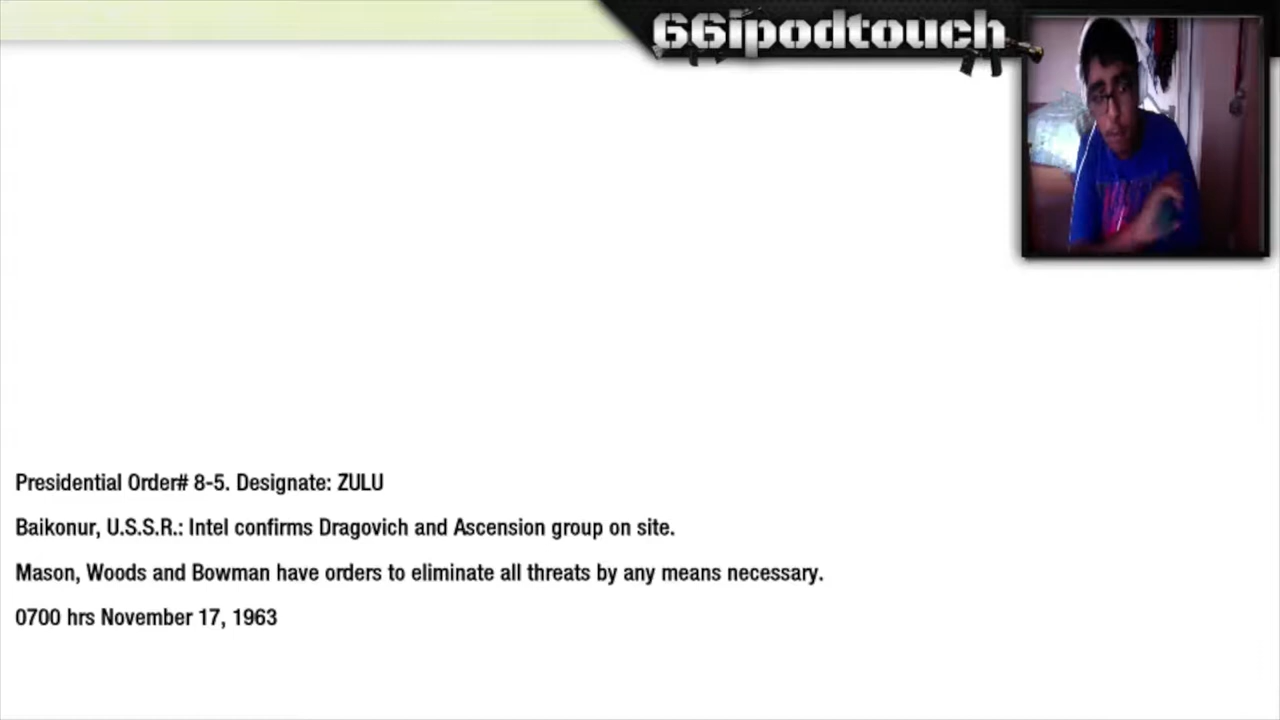 66ipodtouch
Presidential Order# 8-5. Designate: ZULU
Baikonur, U.S.S.R.: Intel confirms Dragovich and Ascension group on site.
Mason, Woods and Bowman have orders to eliminate all threats by any means necessary.
0700 hrs November 17, 1963